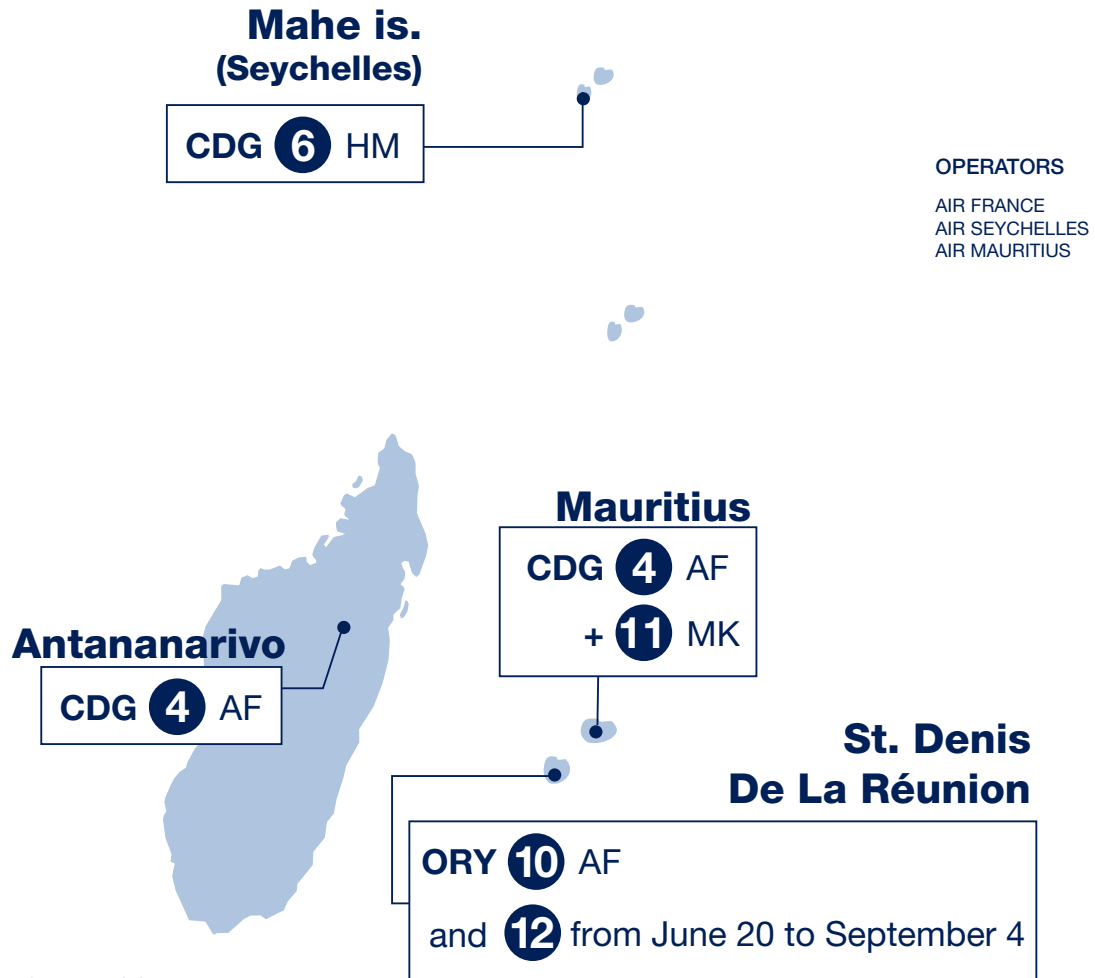 Mahe is.
(Seychelles)
CDG 6 HM
OPERATORS
AIR FRANCE
AIR SEYCHELLES
AIR MAURITIUS
Mauritius
CDG 4 AF
+ 11 MK
Antananarivo
CDG 4 AF
St. Denis
De La Réunion
ORY 10 AF
and 12 from June 20 to September 4